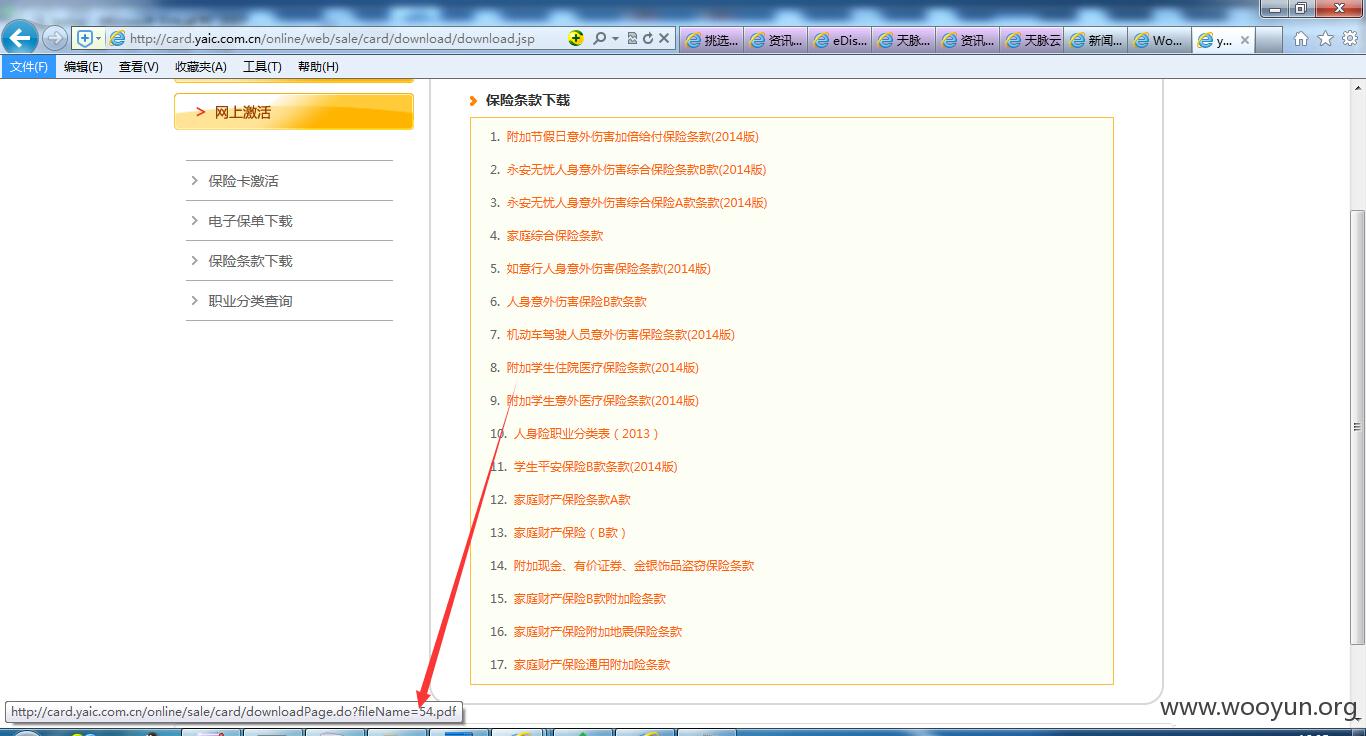 http://card.yaic.com.cn/online/web/sale/card/download/download.jsp
挑选... 资讯... eDis... 天脉... 资讯... 天脉云 新闻... Wo... y...
文件(F) 编辑(E) 查看(V) 收藏夹(A) 工具(T) 帮助(H)
> 网上激活
> 保险卡激活
> 电子保单下载
> 保险条款下载
> 职业分类查询
保险条款下载
1. 附加节假日意外伤害加倍给付保险条款(2014版)
2. 永安无忧人身意外伤害综合保险条款B款(2014版)
3. 永安无忧人身意外伤害综合保险A款条款(2014版)
4. 家庭综合保险条款
5. 如意行人身意外伤害保险条款(2014版)
6. 人身意外伤害保险B款条款
7. 机动车驾驶人员意外伤害保险条款(2014版)
8. 附加学生住院医疗保险条款(2014版)
9. 附加学生意外医疗保险条款(2014版)
10. 人身险职业分类表（2013）
11. 学生平安保险B款条款(2014版)
12. 家庭财产保险条款A款
13. 家庭财产保险（B款）
14. 附加现金、有价证券、金银饰品盗窃保险条款
15. 家庭财产保险B款附加险条款
16. 家庭财产保险附加地震保险条款
17. 家庭财产保险通用附加险条款
http://card.yaic.com.cn/online/sale/card/downloadPage.do?fileName=54.pdf
www.wooyun.org